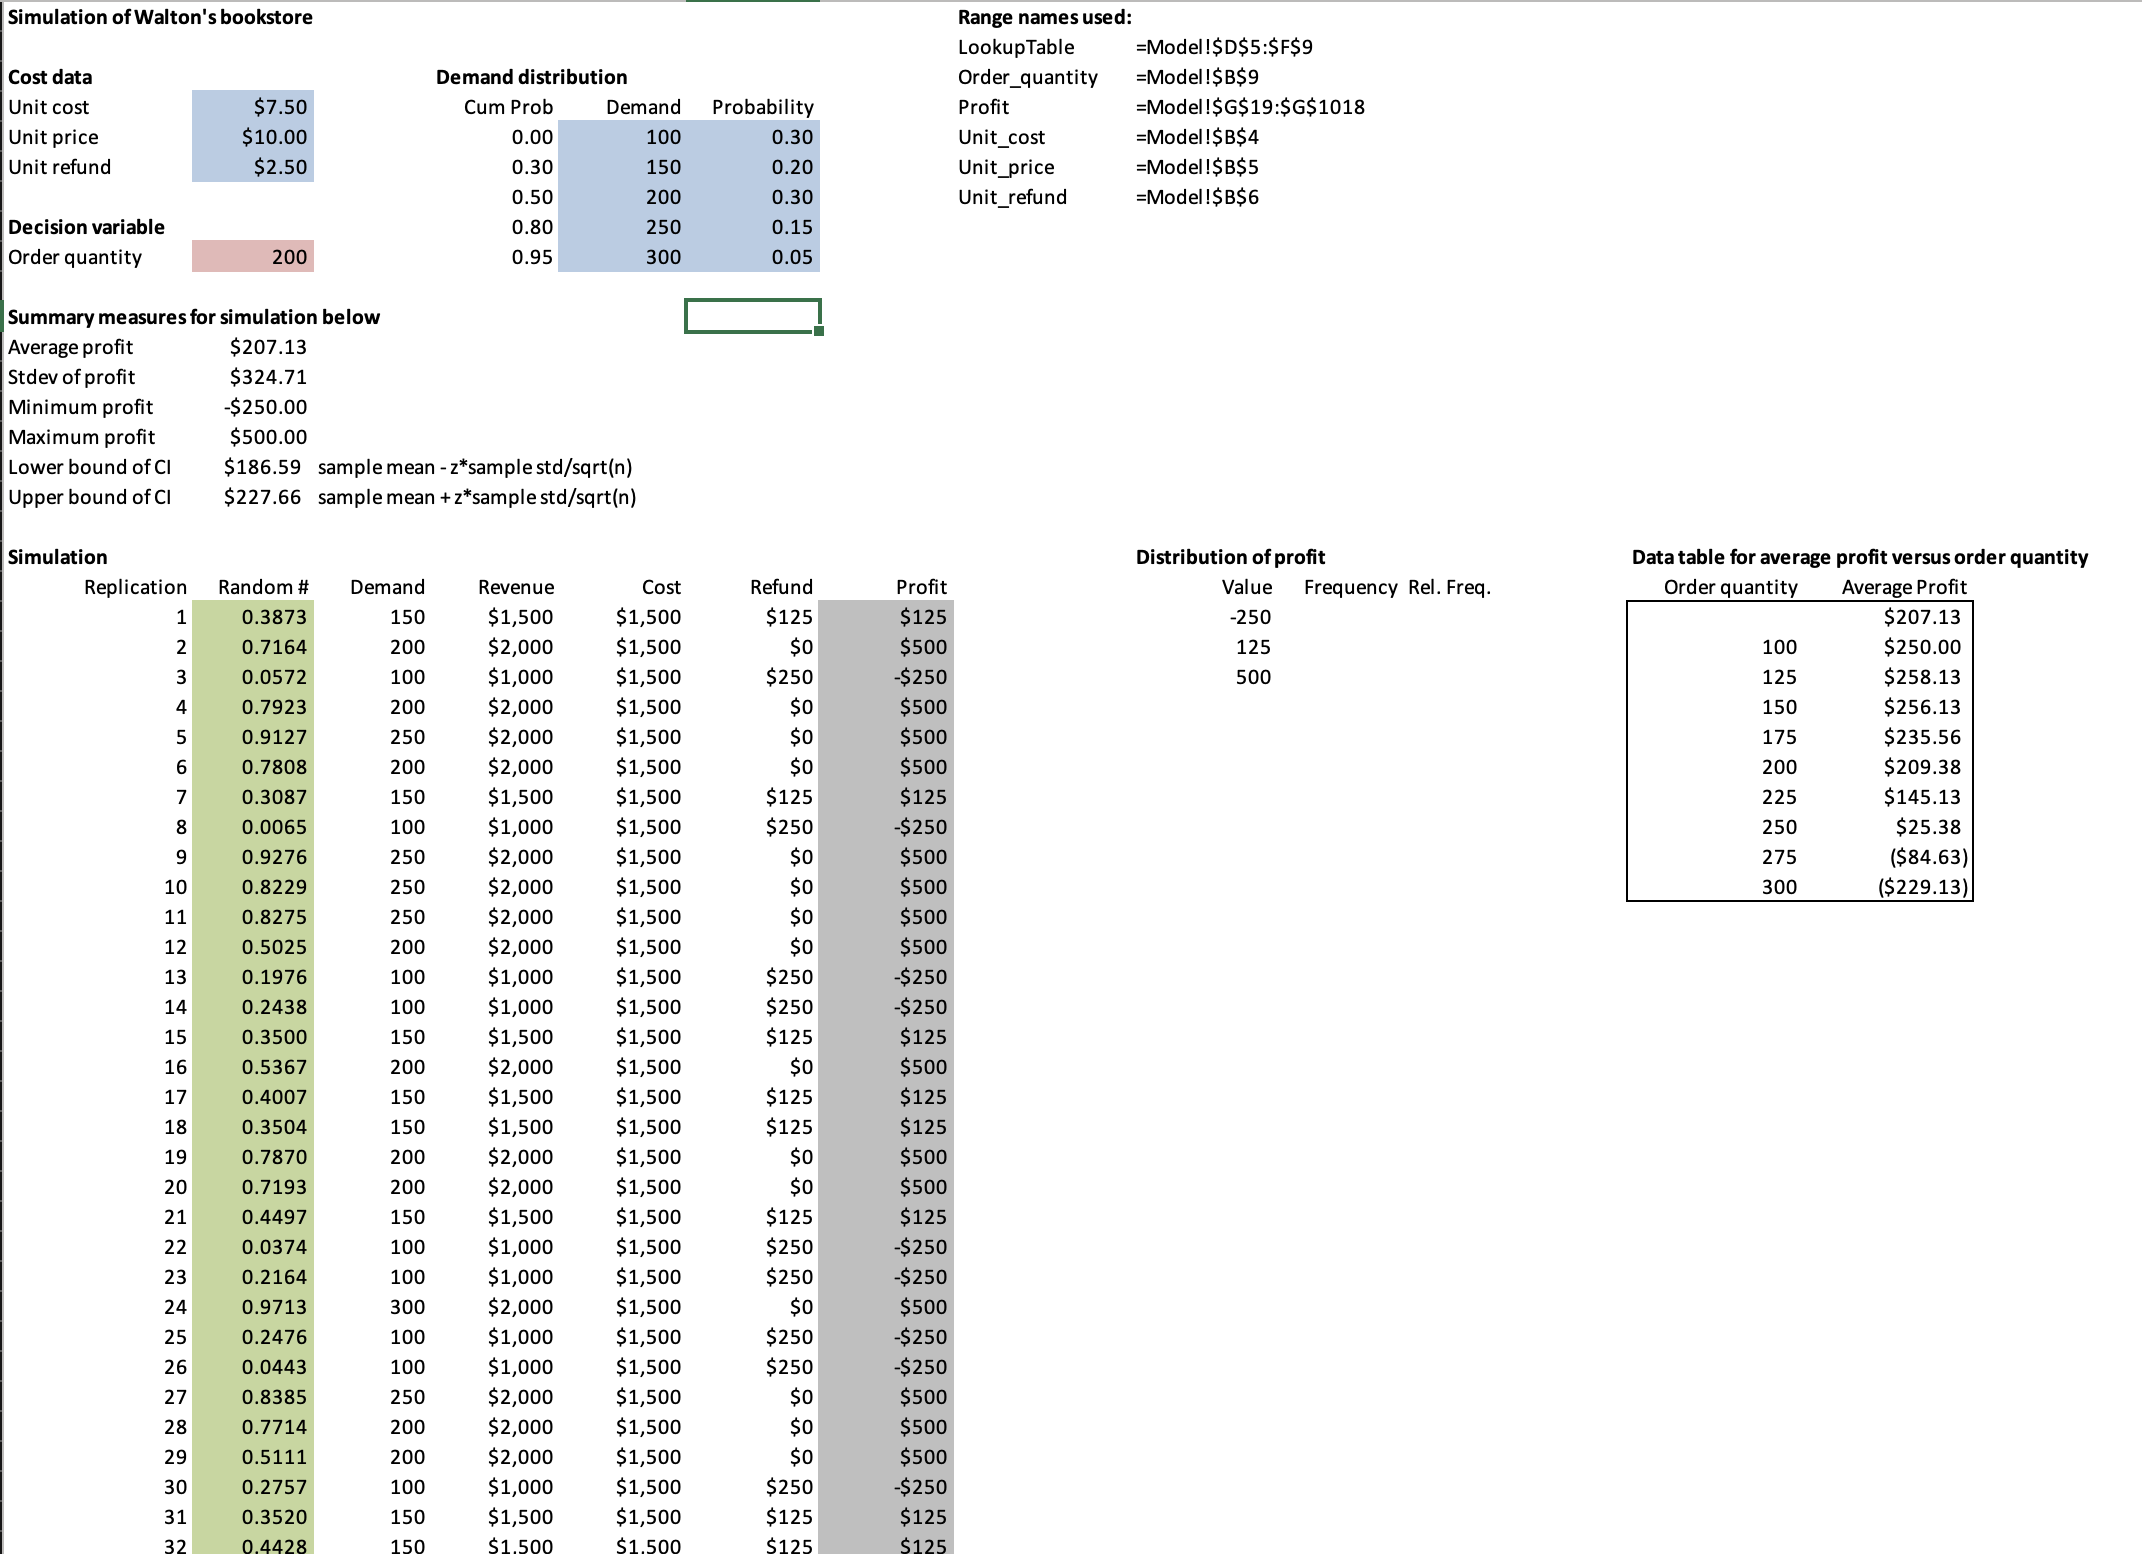 Simulation of Walton's bookstore Range names used:
LookupTable =Model!$D$5:$F$9
Cost data Demand distribution Order_quantity =Model!$B$9
Unit cost $7.50 Cum Prob Demand Probability Profit =Model!$G$19:$G$1018
Unit price $10.00 0.00 100 0.30 Unit_cost =Model!$B$4
Unit refund $2.50 0.30 150 0.20 Unit_price =Model!$B$5
0.50 200 0.30 Unit_refund =Model!$B$6
Decision variable 0.80 250 0.15
Order quantity 200 0.95 300 0.05
Summary measures for simulation below
Average profit $207.13
Stdev of profit $324.71
Minimum profit -$250.00
Maximum profit $500.00
Lower bound of CI $186.59 sample mean - z*sample std/sqrt(n)
Upper bound of CI $227.66 sample mean + z*sample std/sqrt(n)
Simulation Distribution of profit Data table for average profit versus order quantity
Replication Random # Demand Revenue Cost Refund Profit Value Frequency Rel. Freq. Order quantity Average Profit
1 0.3873 150 $1,500 $1,500 $125 $125 -250 $207.13
2 0.7164 200 $2,000 $1,500 $0 $500 125 100 $250.00
3 0.0572 100 $1,000 $1,500 $250 -$250 500 125 $258.13
4 0.7923 200 $2,000 $1,500 $0 $500 150 $256.13
5 0.9127 250 $2,000 $1,500 $0 $500 175 $235.56
6 0.7808 200 $2,000 $1,500 $0 $500 200 $209.38
7 0.3087 150 $1,500 $1,500 $125 $125 225 $145.13
8 0.0065 100 $1,000 $1,500 $250 -$250 250 $25.38
9 0.9276 250 $2,000 $1,500 $0 $500 275 ($84.63)
10 0.8229 250 $2,000 $1,500 $0 $500 300 ($229.13)
11 0.8275 250 $2,000 $1,500 $0 $500
12 0.5025 200 $2,000 $1,500 $0 $500
13 0.1976 100 $1,000 $1,500 $250 -$250
14 0.2438 100 $1,000 $1,500 $250 -$250
15 0.3500 150 $1,500 $1,500 $125 $125
16 0.5367 200 $2,000 $1,500 $0 $500
17 0.4007 150 $1,500 $1,500 $125 $125
18 0.3504 150 $1,500 $1,500 $125 $125
19 0.7870 200 $2,000 $1,500 $0 $500
20 0.7193 200 $2,000 $1,500 $0 $500
21 0.4497 150 $1,500 $1,500 $125 $125
22 0.0374 100 $1,000 $1,500 $250 -$250
23 0.2164 100 $1,000 $1,500 $250 -$250
24 0.9713 300 $2,000 $1,500 $0 $500
25 0.2476 100 $1,000 $1,500 $250 -$250
26 0.0443 100 $1,000 $1,500 $250 -$250
27 0.8385 250 $2,000 $1,500 $0 $500
28 0.7714 200 $2,000 $1,500 $0 $500
29 0.5111 200 $2,000 $1,500 $0 $500
30 0.2757 100 $1,000 $1,500 $250 -$250
31 0.3520 150 $1,500 $1,500 $125 $125
32 0.4428 150 $1,500 $1,500 $125 $125